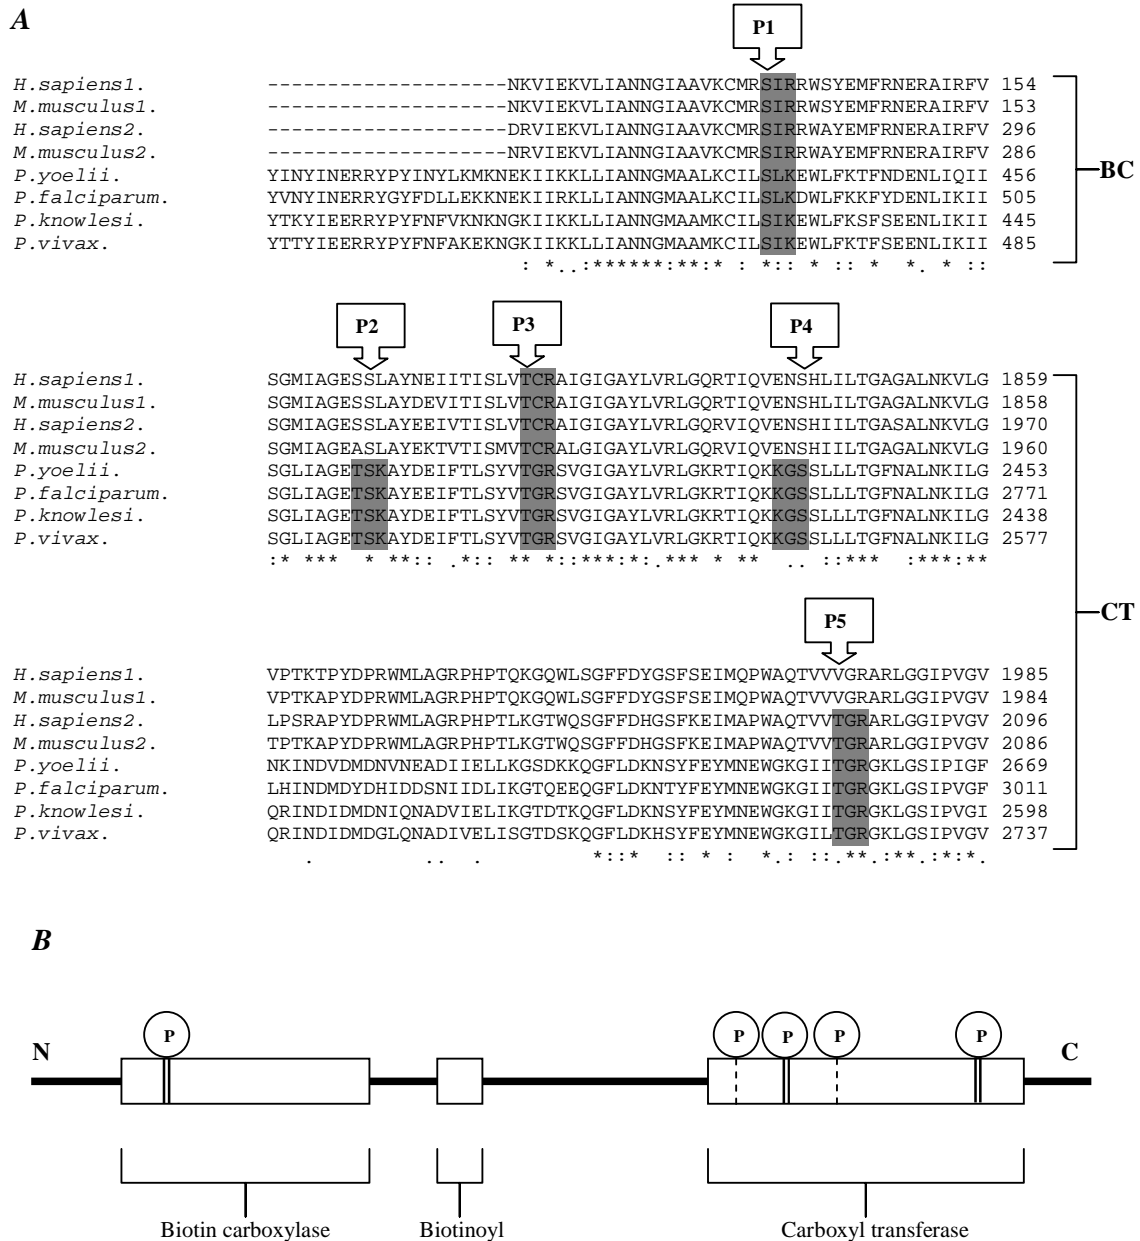 A
P1
H.sapiens1. --------------------NKVIEKVLIANNGIAAVKCMRSIRRWSYEMFRNERAIRFV 154
M.musculus1. --------------------NKVIEKVLIANNGIAAVKCMRSIRRWSYEMFRNERAIRFV 153
H.sapiens2. --------------------DRVIEKVLIANNGIAAVKCMRSIRRWAYEMFRNERAIRFV 296
M.musculus2. --------------------NRVIEKVLIANNGIAAVKCMRSIRRWAYEMFRNERAIRFV 286
P.yoelii. YINYINERRYPYINYLKMKNEKIIKKLLIANNGMAALKCILSLKEWLFKTFNDENLIQII 456
P.falciparum. YVNYINERRYGYFDLLEKKNEKIIRKLLIANNGMAALKCILSLKDWLFKKFYDENLIKII 505
P.knowlesi. YTKYIEERRYPYFNFVKNKNGKIIKKLLIANNGMAAMKCILSIKEWLFKSFSEENLIKII 445
P.vivax. YTTYIEERRYPYFNFAKEKNGKIIKKLLIANNGMAAMKCILSIKEWLFKTFSEENLIKII 485
: *..:******:**:* : *:: * :: * *. * ::
BC
P2 P3 P4
H.sapiens1. SGMIAGESSLAYNEIITISLVTCRAIGIGAYLVRLGQRTIQVENSHLILTGAGALNKVLG 1859
M.musculus1. SGMIAGESSLAYDEVITISLVTCRAIGIGAYLVRLGQRTIQVENSHLILTGAGALNKVLG 1858
H.sapiens2. SGMIAGESSLAYEEIVTISLVTCRAIGIGAYLVRLGQRVIQVENSHIILTGASALNKVLG 1970
M.musculus2. SGMIAGEASLAYEKTVTISMVTCRALGIGAYLVRLGQRVIQVENSHIILTGASALNKVLG 1960
P.yoelii. SGLIAGETSKAYDEIFTLSYVTGRSVGIGAYLVRLGKRTIQKKGSSLLLTGFNALNKILG 2453
P.falciparum. SGLIAGETSKAYEEIFTLSYVTGRSVGIGAYLVRLGKRTIQKKGSSLLLTGFNALNKILG 2771
P.knowlesi. SGLIAGETSKAYDEIFTLSYVTGRSVGIGAYLVRLGKRTIQKKGSSLLLTGFNALNKILG 2438
P.vivax. SGLIAGETSKAYDEIFTLSYVTGRSVGIGAYLVRLGKRTIQKKGSSLLLTGFNALNKILG 2577
:* *** * **:: .*:* ** *::**********:*.** .. ::*** ****:**
CT
P5
H.sapiens1. VPTKTPYDPRWMLAGRPHPTQKGQWLSGFFDYGSFSEIMQPWAQTVVVGRARLGGIPVGV 1985
M.musculus1. VPTKAPYDPRWMLAGRPHPTQKGQWLSGFFDYGSFSEIMQPWAQTVVVGRARLGGIPVGV 1984
H.sapiens2. LPSRAPYDPRWMLAGRPHPTLKGTWQSGFFDHGSFKEIMAPWAQTVVTGRARLGGIPVGV 2096
M.musculus2. TPTKAPYDPRWMLAGRPHPTLKGTWQSGFFDHGSFKEIMAPWAQTVVTGRARLGGIPVGV 2086
P.yoelii. NKINDVDMDNVNEADIIELLKGSDKKQGFLDKNSYFEYMNEWGKGIITGRGKLGSIPIGF 2669
P.falciparum. LHINDMDYDHIDDSNIIDLIKGTQEEQGFLDKNTYFEYMNEWGKGIITGRGKLGSIPVGF 3011
P.knowlesi. QRINDIDMDNIQNADVIELIKGTDTKQGFLDKNSYFEYMNEWGKGIITGRGKLGSIPVGI 2598
P.vivax. QRINDIDMDGLQNADIVELISGTDSKQGFLDKHSYFEYMNEWGKGILTGRGKLGSIPVGV 2737
. .. . *::* :: * : *.: ::.**.:**.:*:*.
B
P P P P P
N C
Biotin carboxylase Biotinoyl Carboxyl transferase